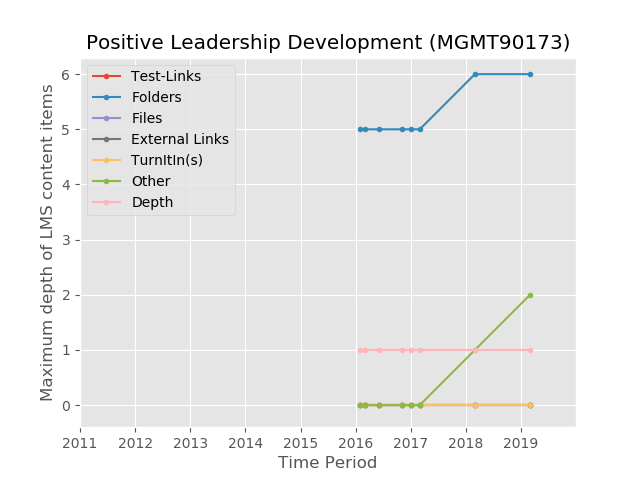 Positive Leadership Development (MGMT90173)
Test-Links
Folders
Files
External Links
TurnItIn(s)
Other
Depth
Maximum depth of LMS content items
6
5
4
3
2
1
0
2011 2012 2013 2014 2015 2016 2017 2018 2019
Time Period